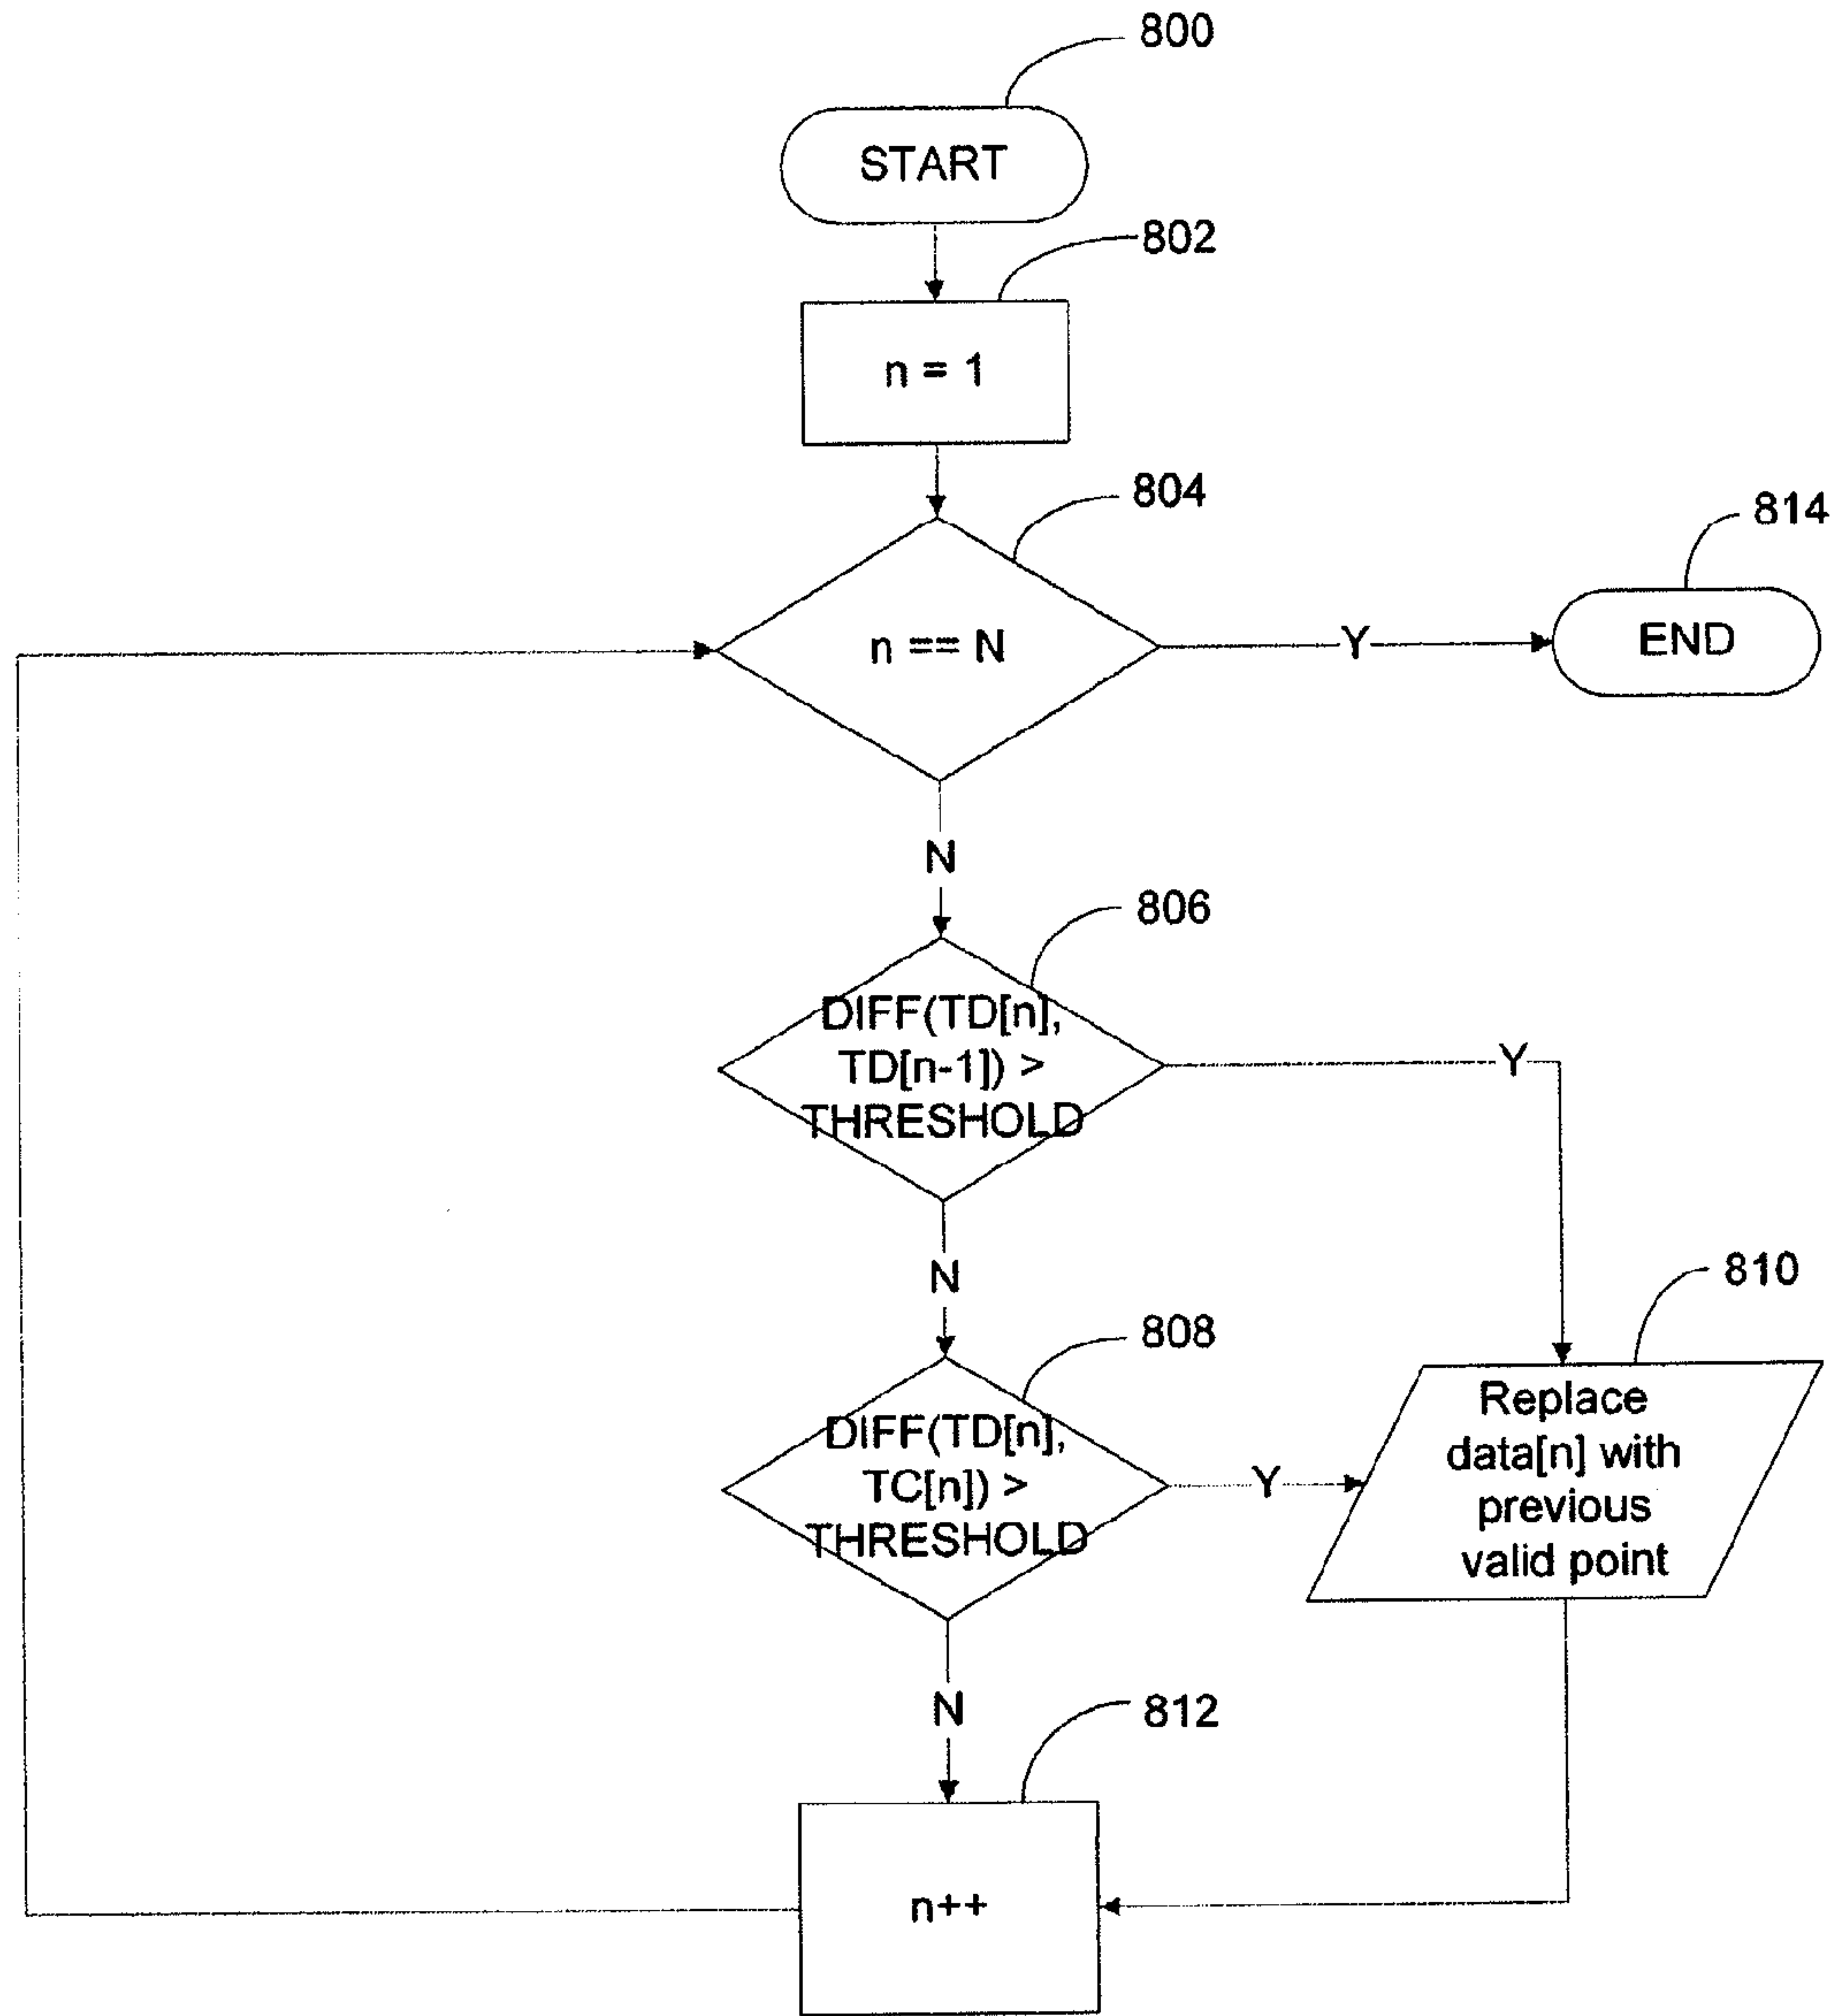 800
START
802
n = 1
804
814
n == N
Y
END
N
806
DIFF(TD[n],
TD[n-1]) >
THRESHOLD
Y
N
810
808
Replace
data[n] with
previous
valid point
DIFF(TD[n],
TC[n]) >
THRESHOLD
Y
N
812
n++